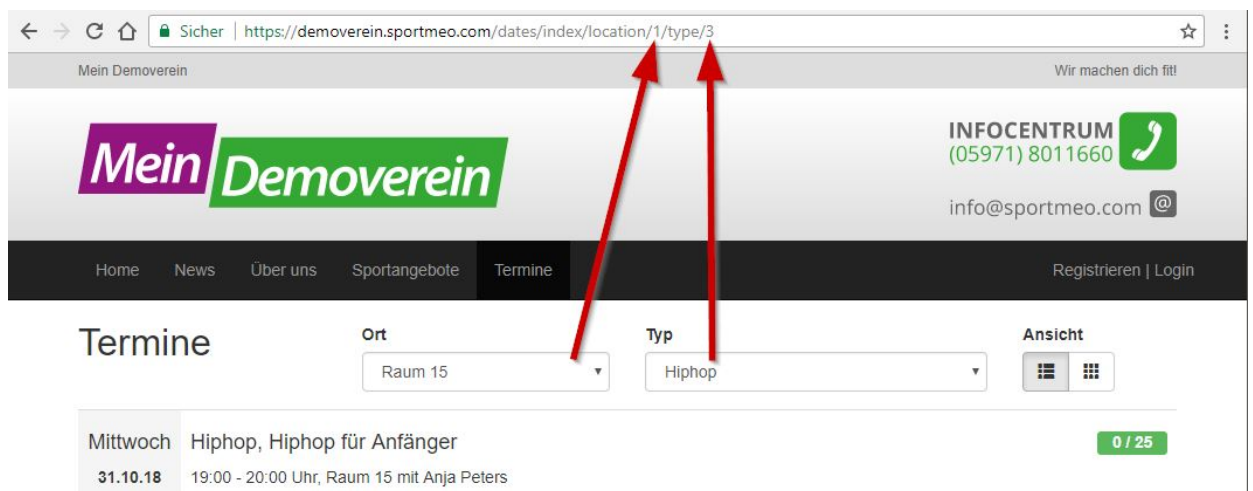 Sicher | https://demoverein.sportmeo.com/dates/index/location/1/type/3
Mein Demoverein Wir machen dich fit!
Mein Demoverein
INFOCENTRUM
(05971) 8011660
info@sportmeo.com @
Home News Über uns Sportangebote Termine Registrieren | Login
Termine
Ort Typ Ansicht
Raum 15 Hiphop
Mittwoch Hiphop, Hiphop für Anfänger 0 / 25
31.10.18 19:00 - 20:00 Uhr, Raum 15 mit Anja Peters